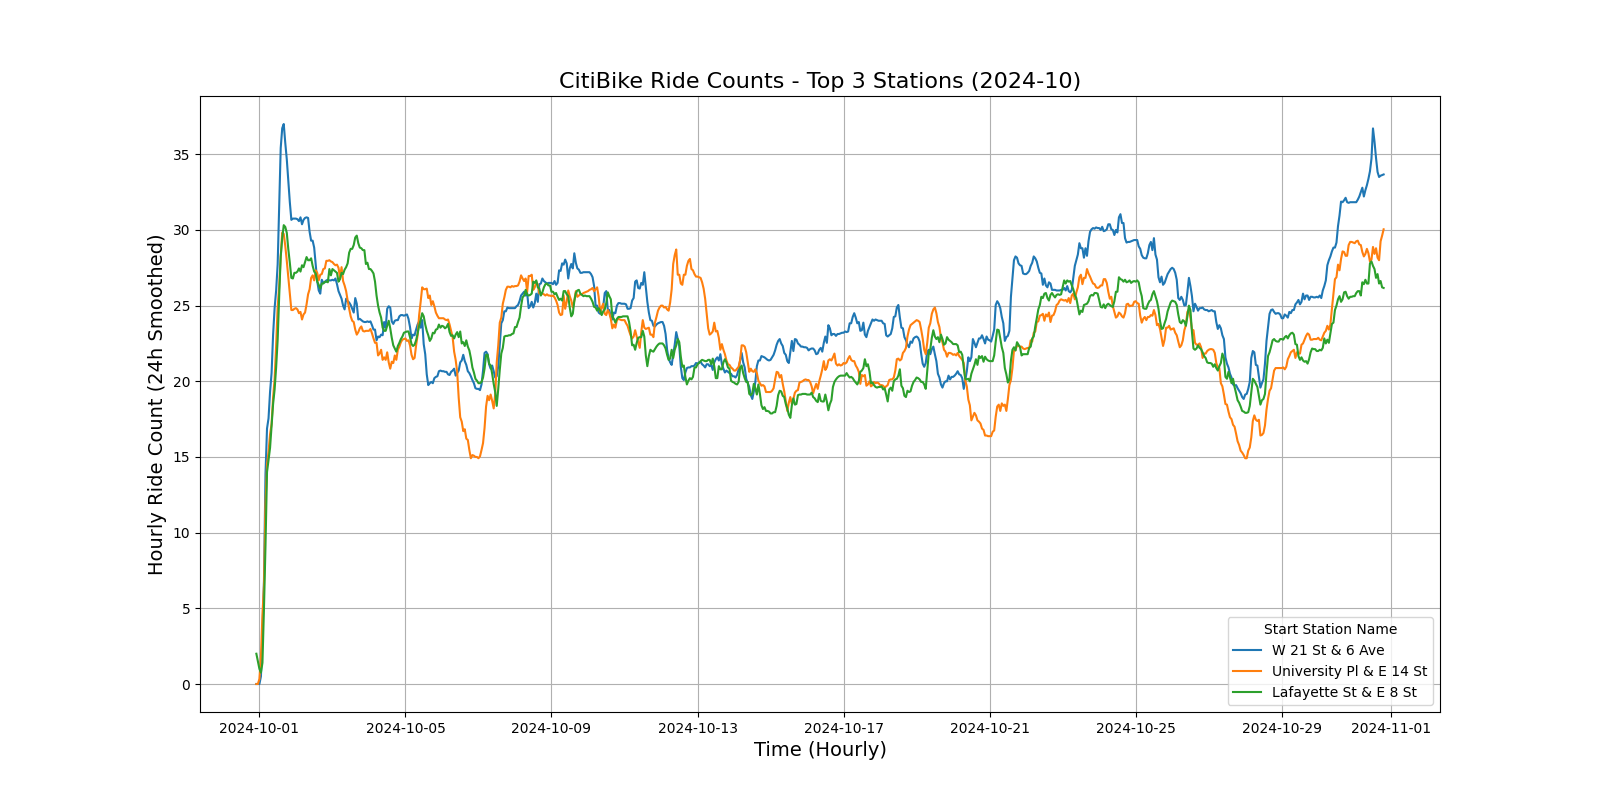 CitiBike Ride Counts - Top 3 Stations (2024-10)
Hourly Ride Count (24h Smoothed)
35
30
25
20
15
10
5
0
2024-10-01 2024-10-05 2024-10-09 2024-10-13 2024-10-17 2024-10-21 2024-10-25 2024-10-29 2024-11-01
Time (Hourly)
Start Station Name
W 21 St & 6 Ave
University Pl & E 14 St
Lafayette St & E 8 St